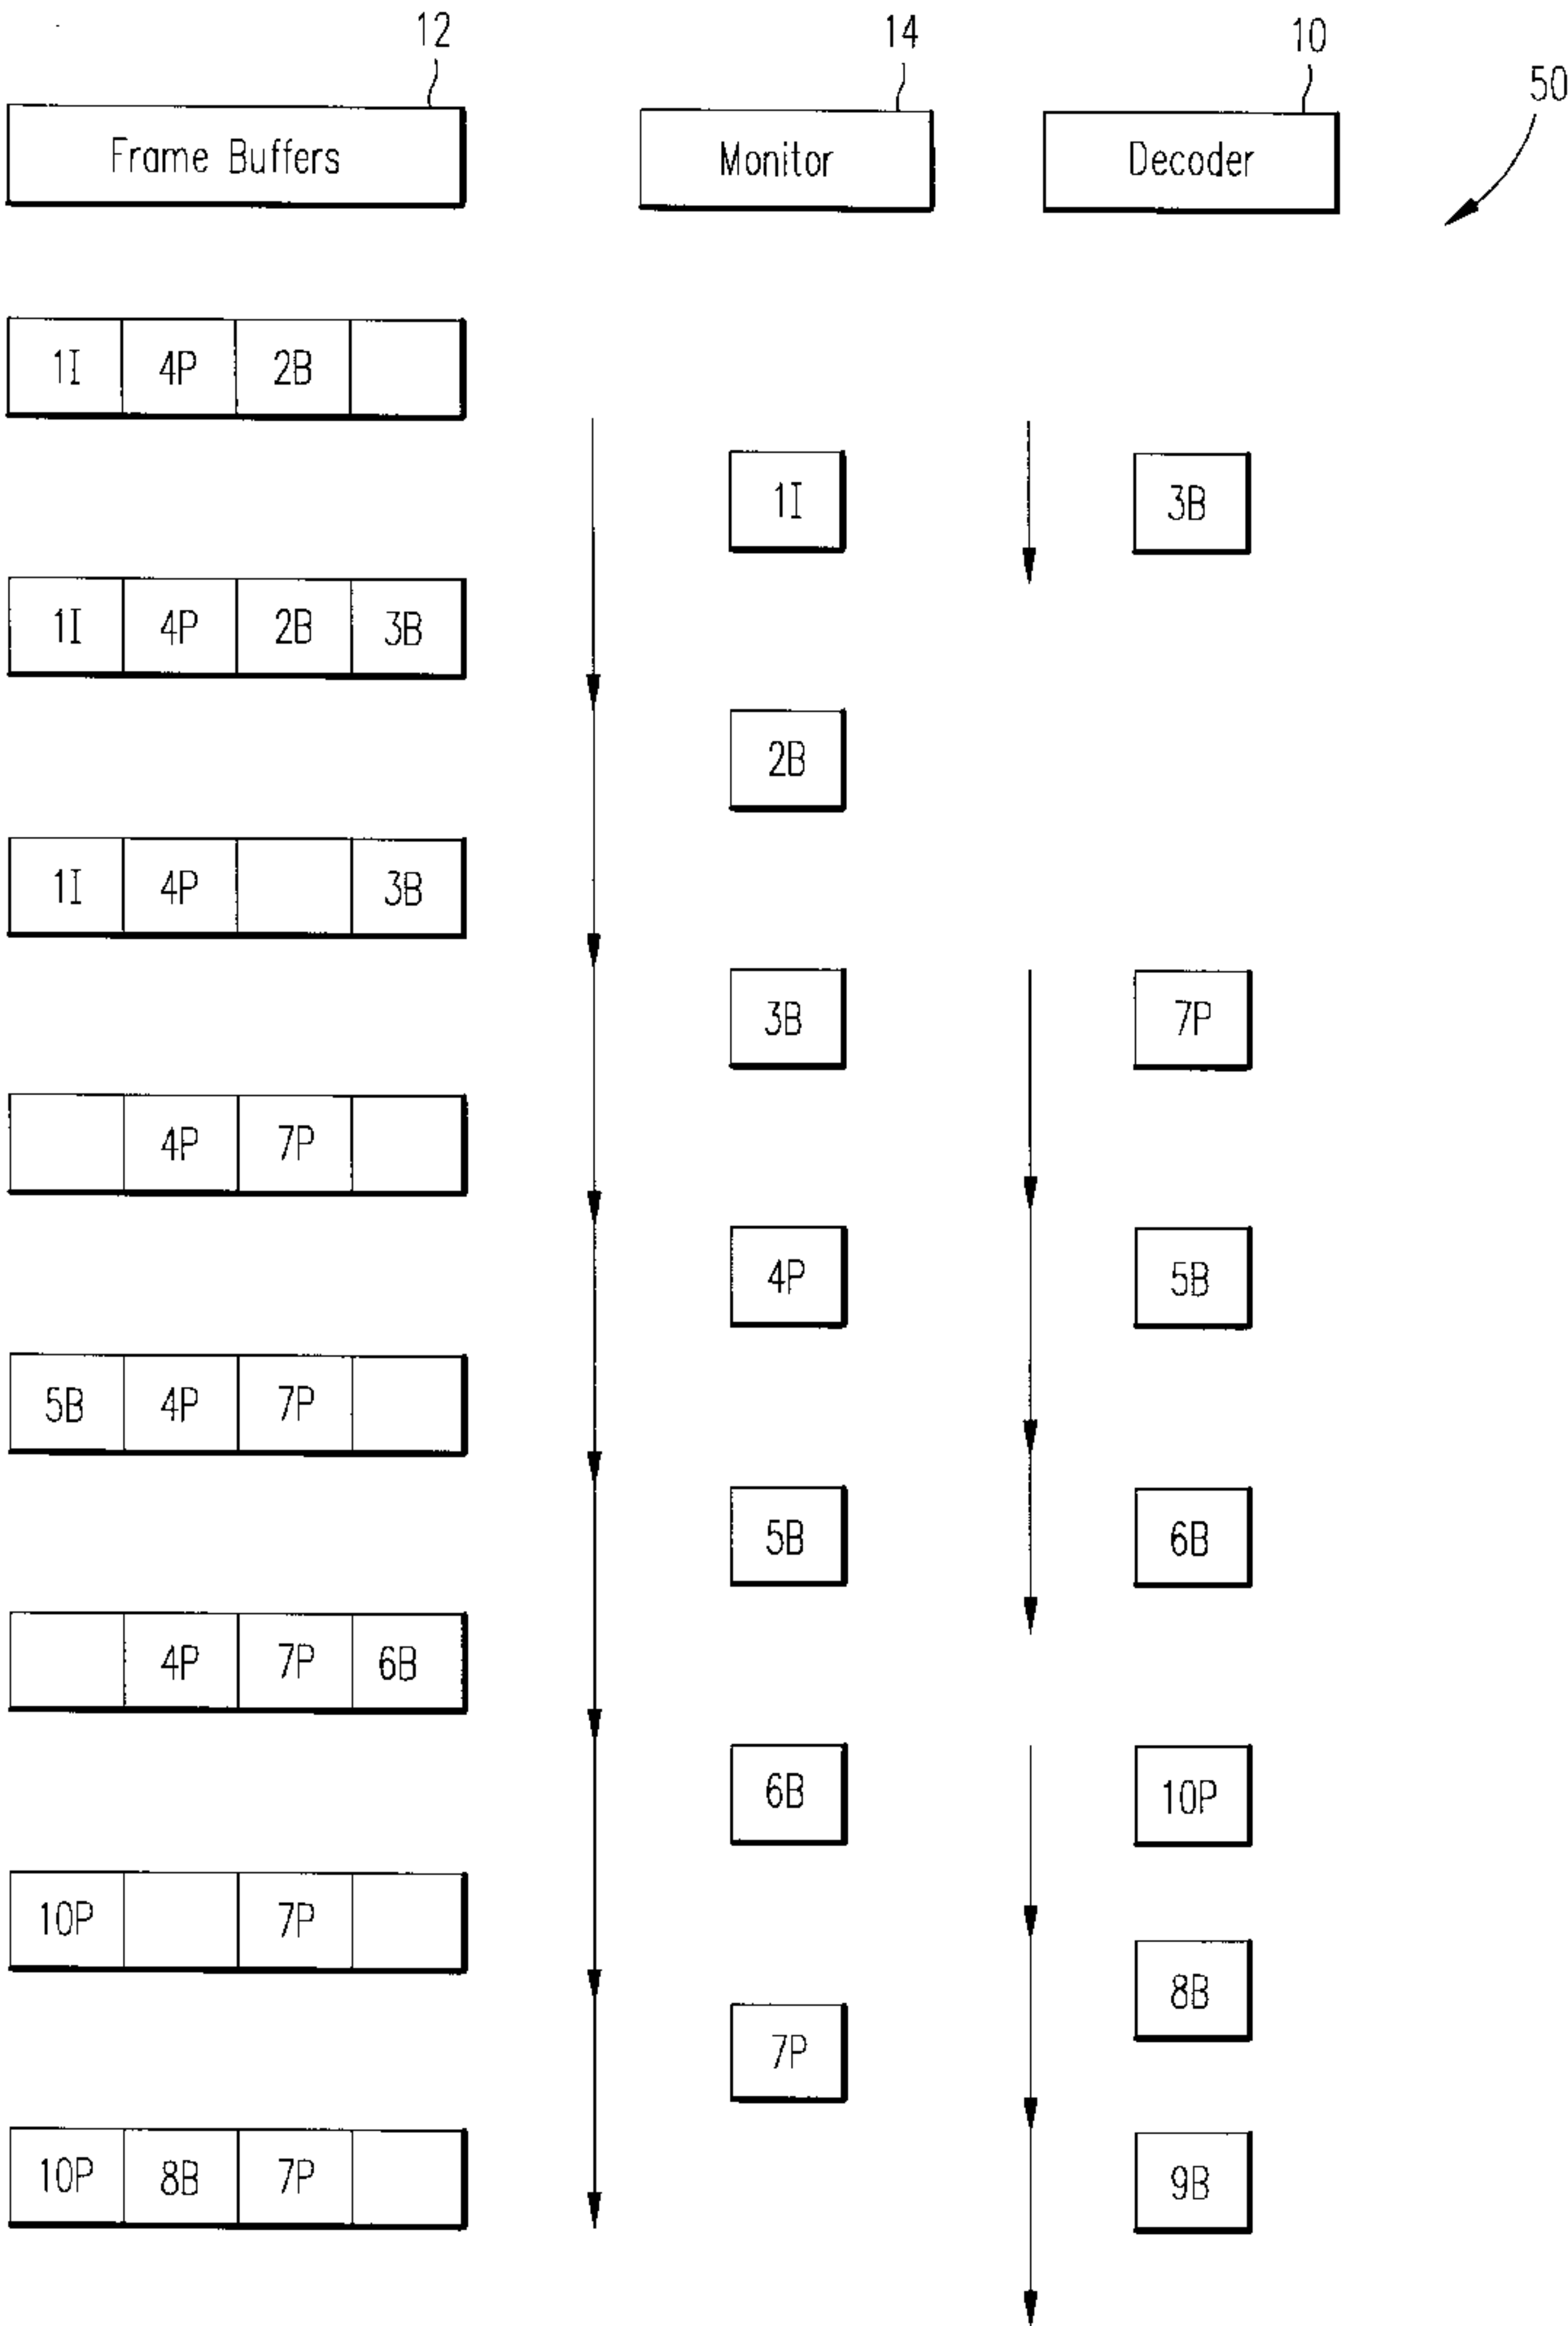 12 14 10
50
Frame Buffers Monitor Decoder
1I 4P 2B
1I 3B
1I 4P 2B 3B
2B
1I 4P 3B
3B 7P
4P 7P
4P 5B
5B 4P 7P
5B 6B
4P 7P 6B
6B 10P
10P 7P
8B
7P
10P 8B 7P
9B